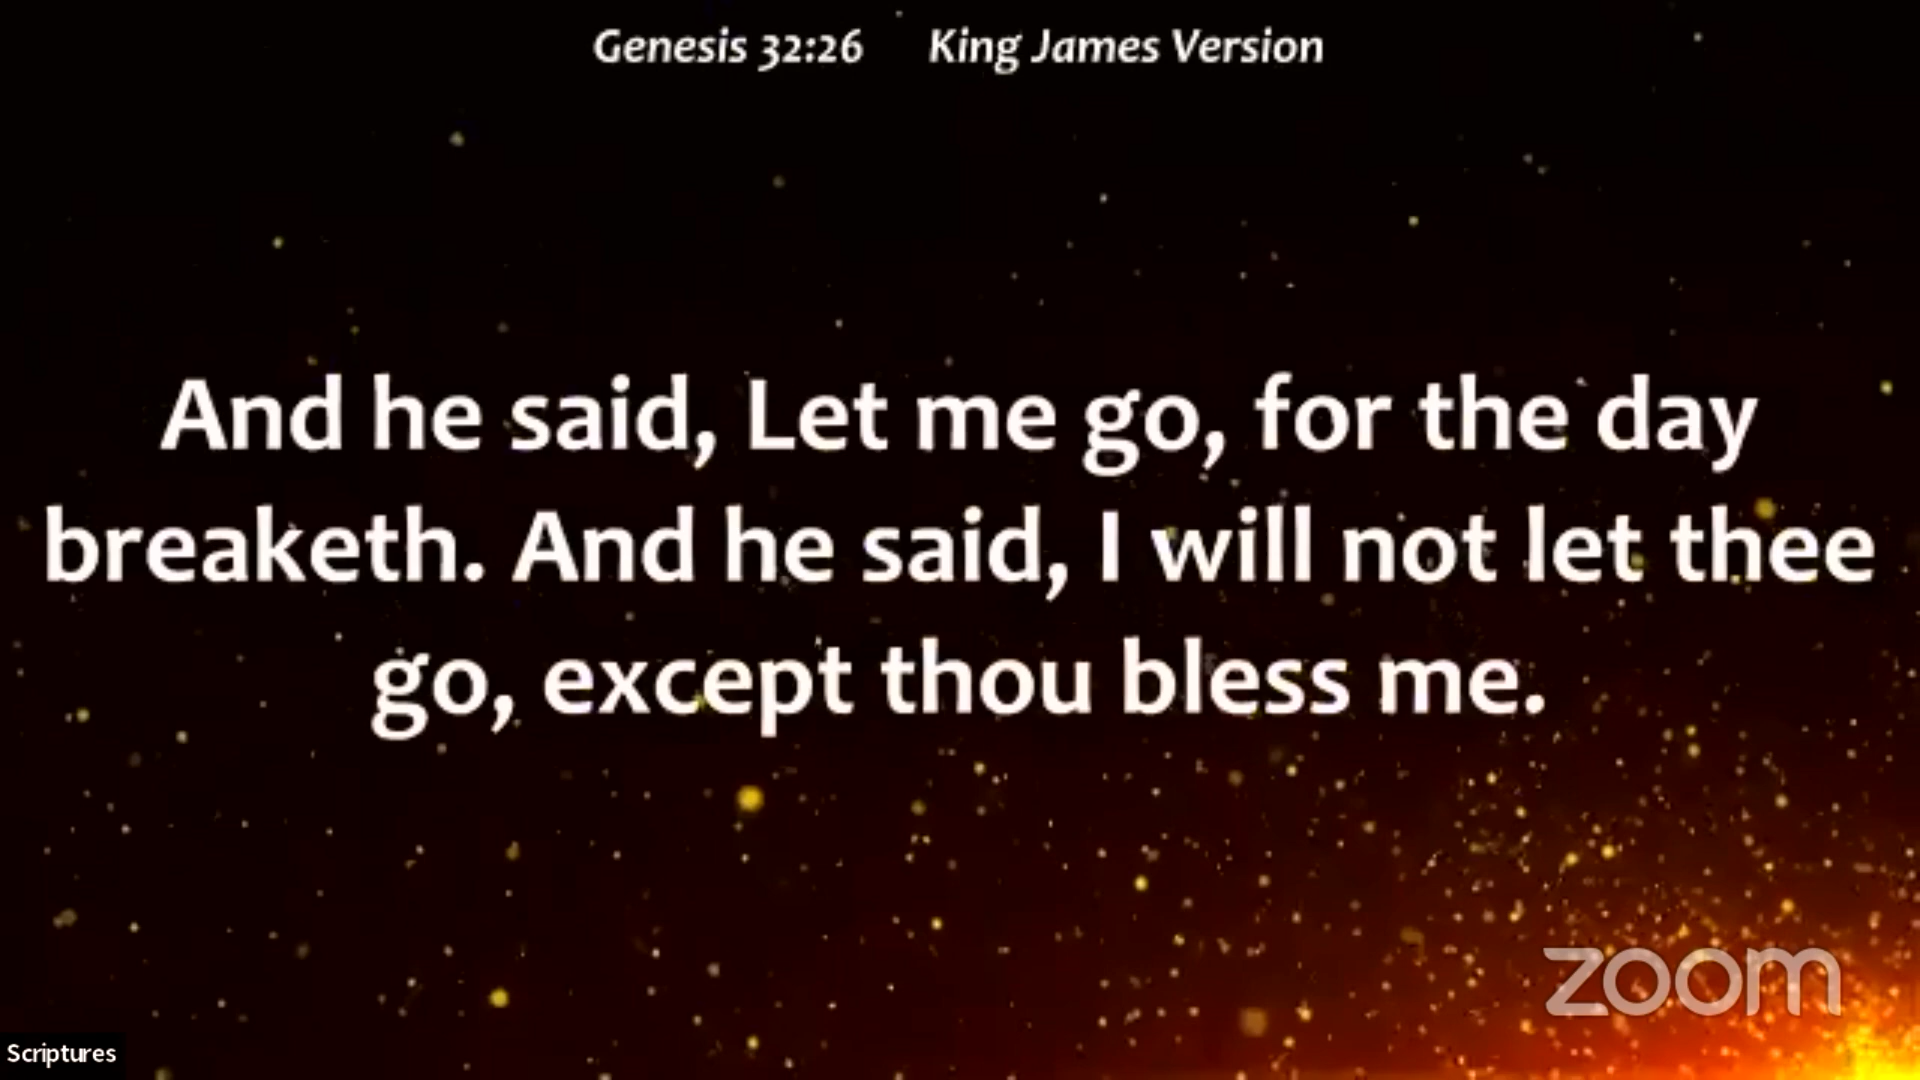 Genesis 32:26 King James Version
And he said, Let me go, for the day
breaketh. And he said, I will not let thee
go, except thou bless me.
zoom
Scriptures